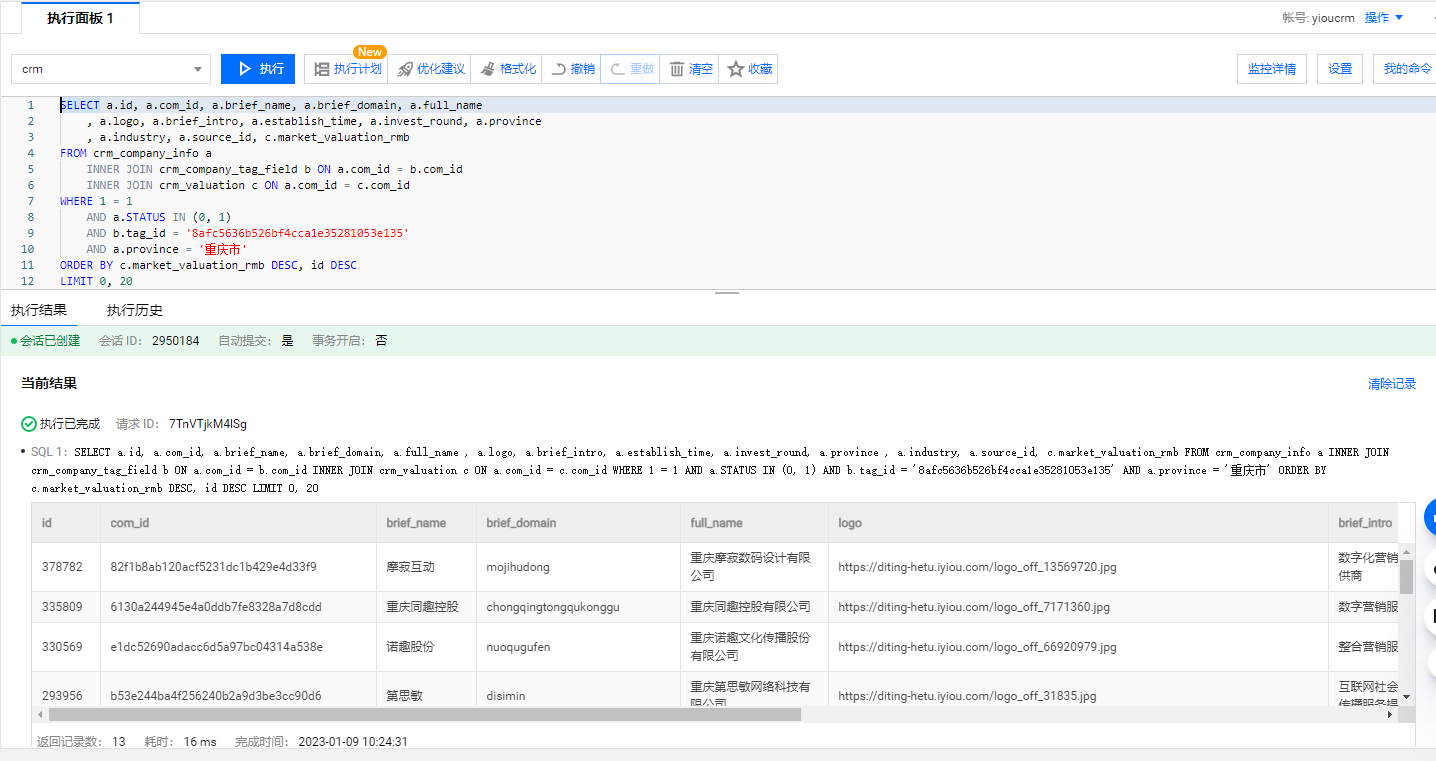 执行面板 1
帐号: yioucrm 操作
crm
执行
New
执行计划
优化建议
格式化
撤销
重做
清空
收藏
监控详情
设置
我的命令
1 SELECT a.id, a.com_id, a.brief_name, a.brief_domain, a.full_name
2 , a.logo, a.brief_intro, a.establish_time, a.invest_round, a.province
3 , a.industry, a.source_id, c.market_valuation_rmb
4 FROM crm_company_info a
5 INNER JOIN crm_company_tag_field b ON a.com_id = b.com_id
6 INNER JOIN crm_valuation c ON a.com_id = c.com_id
7 WHERE 1 = 1
8 AND a.STATUS IN (0, 1)
9 AND b.tag_id = '8afc5636b526bf4cca1e35281053e135'
10 AND a.province = '重庆市'
11 ORDER BY c.market_valuation_rmb DESC, id DESC
12 LIMIT 0, 20
执行结果 执行历史
会话已创建 会话 ID: 2950184 自动提交: 是 事务开启: 否
当前结果
清除记录
执行已完成 请求 ID: 7TnVTjkM4lSg
SQL 1: SELECT a.id, a.com_id, a.brief_name, a.brief_domain, a.full_name , a.logo, a.brief_intro, a.establish_time, a.invest_round, a.province , a.industry, a.source_id, c.market_valuation_rmb FROM crm_company_info a INNER JOIN
crm_company_tag_field b ON a.com_id = b.com_id INNER JOIN crm_valuation c ON a.com_id = c.com_id WHERE 1 = 1 AND a.STATUS IN (0, 1) AND b.tag_id = '8afc5636b526bf4cca1e35281053e135' AND a.province = '重庆市' ORDER BY
c.market_valuation_rmb DESC, id DESC LIMIT 0, 20
id com_id brief_name brief_domain full_name logo brief_intro
378782 82f1b8ab120acf5231dc1b429e4d33f9 摩寂互动 mojihudong 重庆摩寂数码设计有限 https://diting-hetu.iyiou.com/logo_off_13569720.jpg 数字化营销
公司 供商
335809 6130a244945e4a0ddb7fe8328a7d8cdd 重庆同趣控股 chongqingtongqukonggu 重庆同趣控股有限公司 https://diting-hetu.iyiou.com/logo_off_7171360.jpg 数字营销服
330569 e1dc52690adacc6d5a97bc04314a538e 诺趣股份 nuoqugufen 重庆诺趣文化传播股份 https://diting-hetu.iyiou.com/logo_off_66920979.jpg 整合营销服
有限公司
293956 b53e244ba4f256240b2a9d3be3cc90d6 第思敏 disimin 重庆第思敏网络科技有 https://diting-hetu.iyiou.com/logo_off_31835.jpg 互联网社会
限公司 传播服务提
返回记录数: 13 耗时: 16 ms 完成时间: 2023-01-09 10:24:31